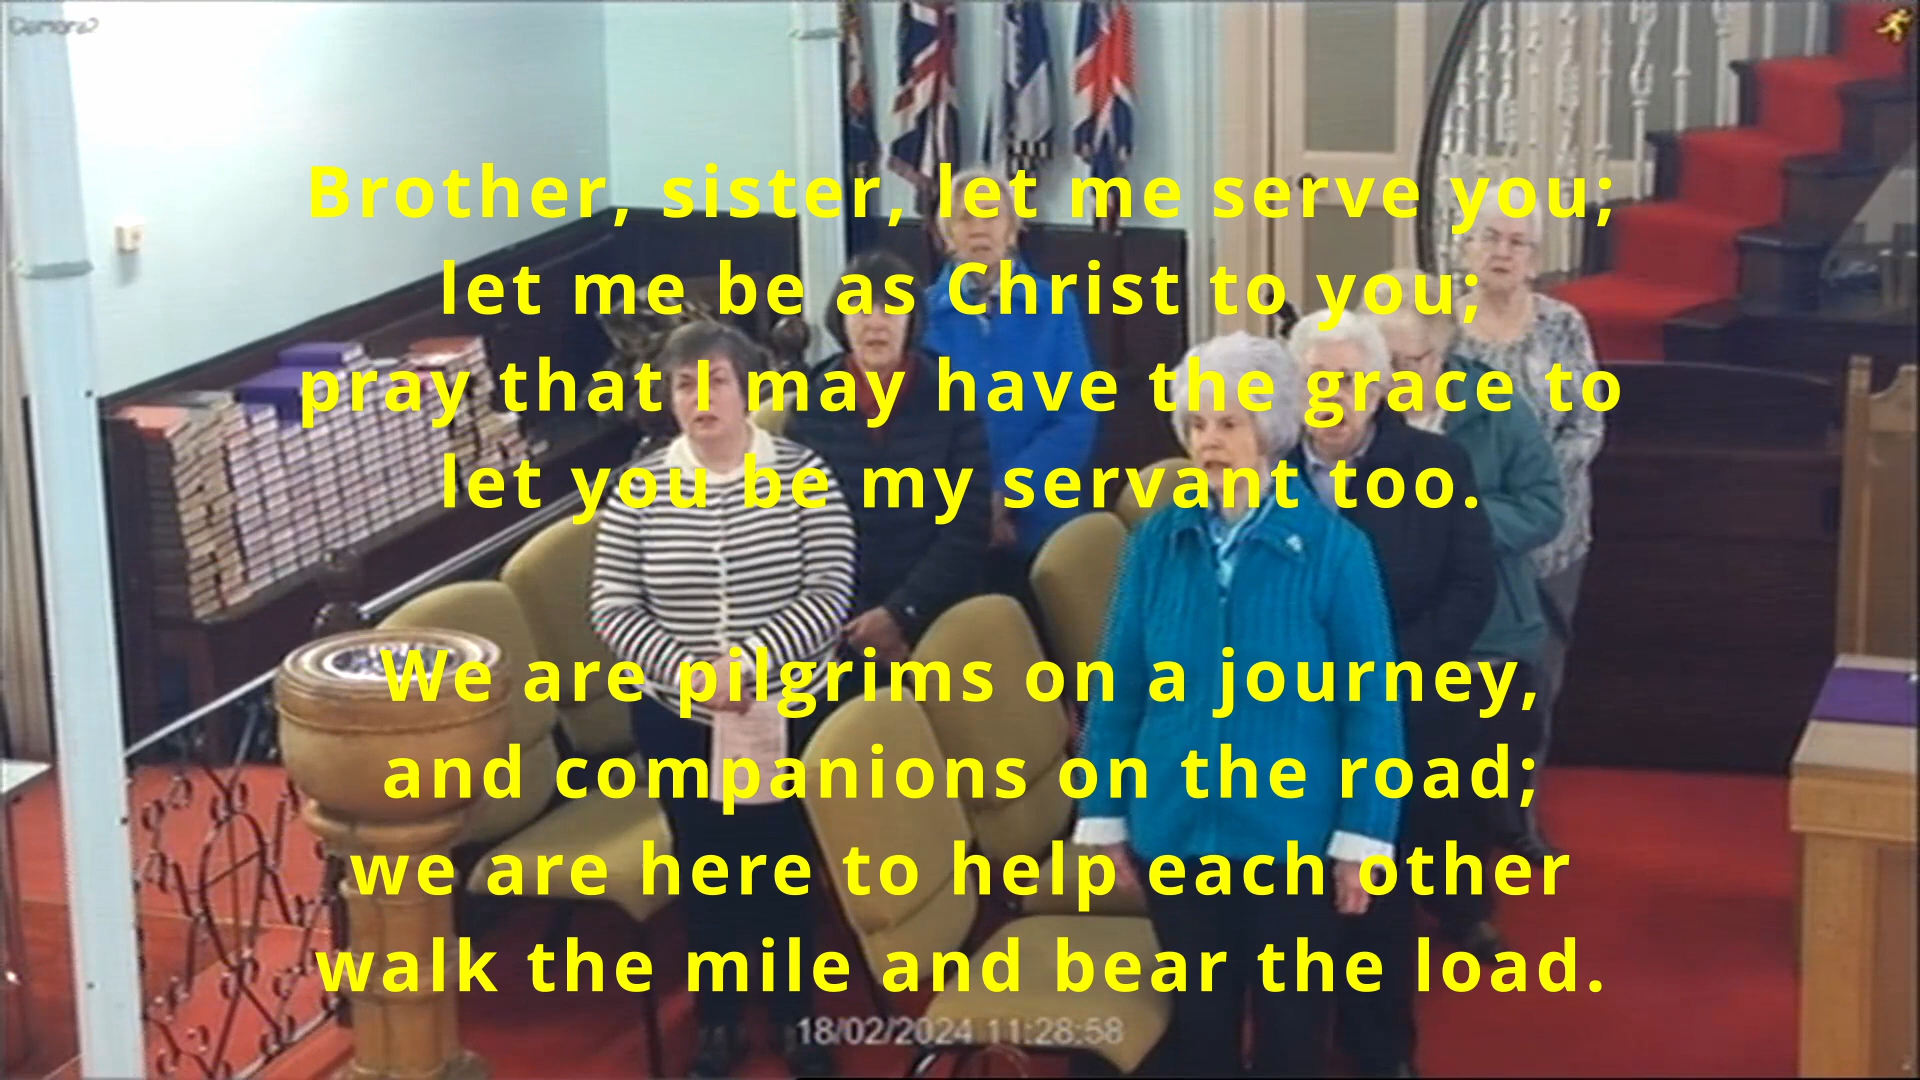 Camera2
Brother, sister, let me serve you;
let me be as Christ to you;
pray that I may have the grace to
let you be my servant too.
We are pilgrims on a journey,
and companions on the road;
we are here to help each other
walk the mile and bear the load.
18/02/2024 11:28:58